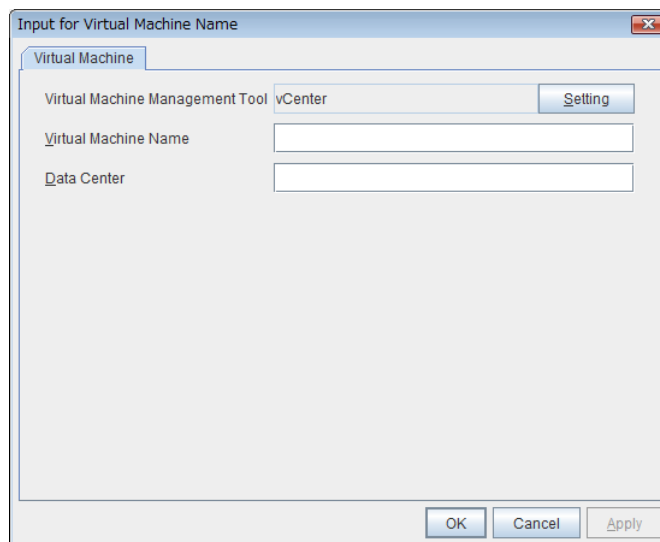 Input for Virtual Machine Name
Virtual Machine
Virtual Machine Management Tool vCenter Setting
Virtual Machine Name
Data Center
OK Cancel Apply